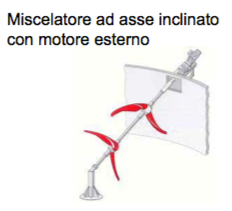 Miscelatore ad asse inclinato
con motore esterno